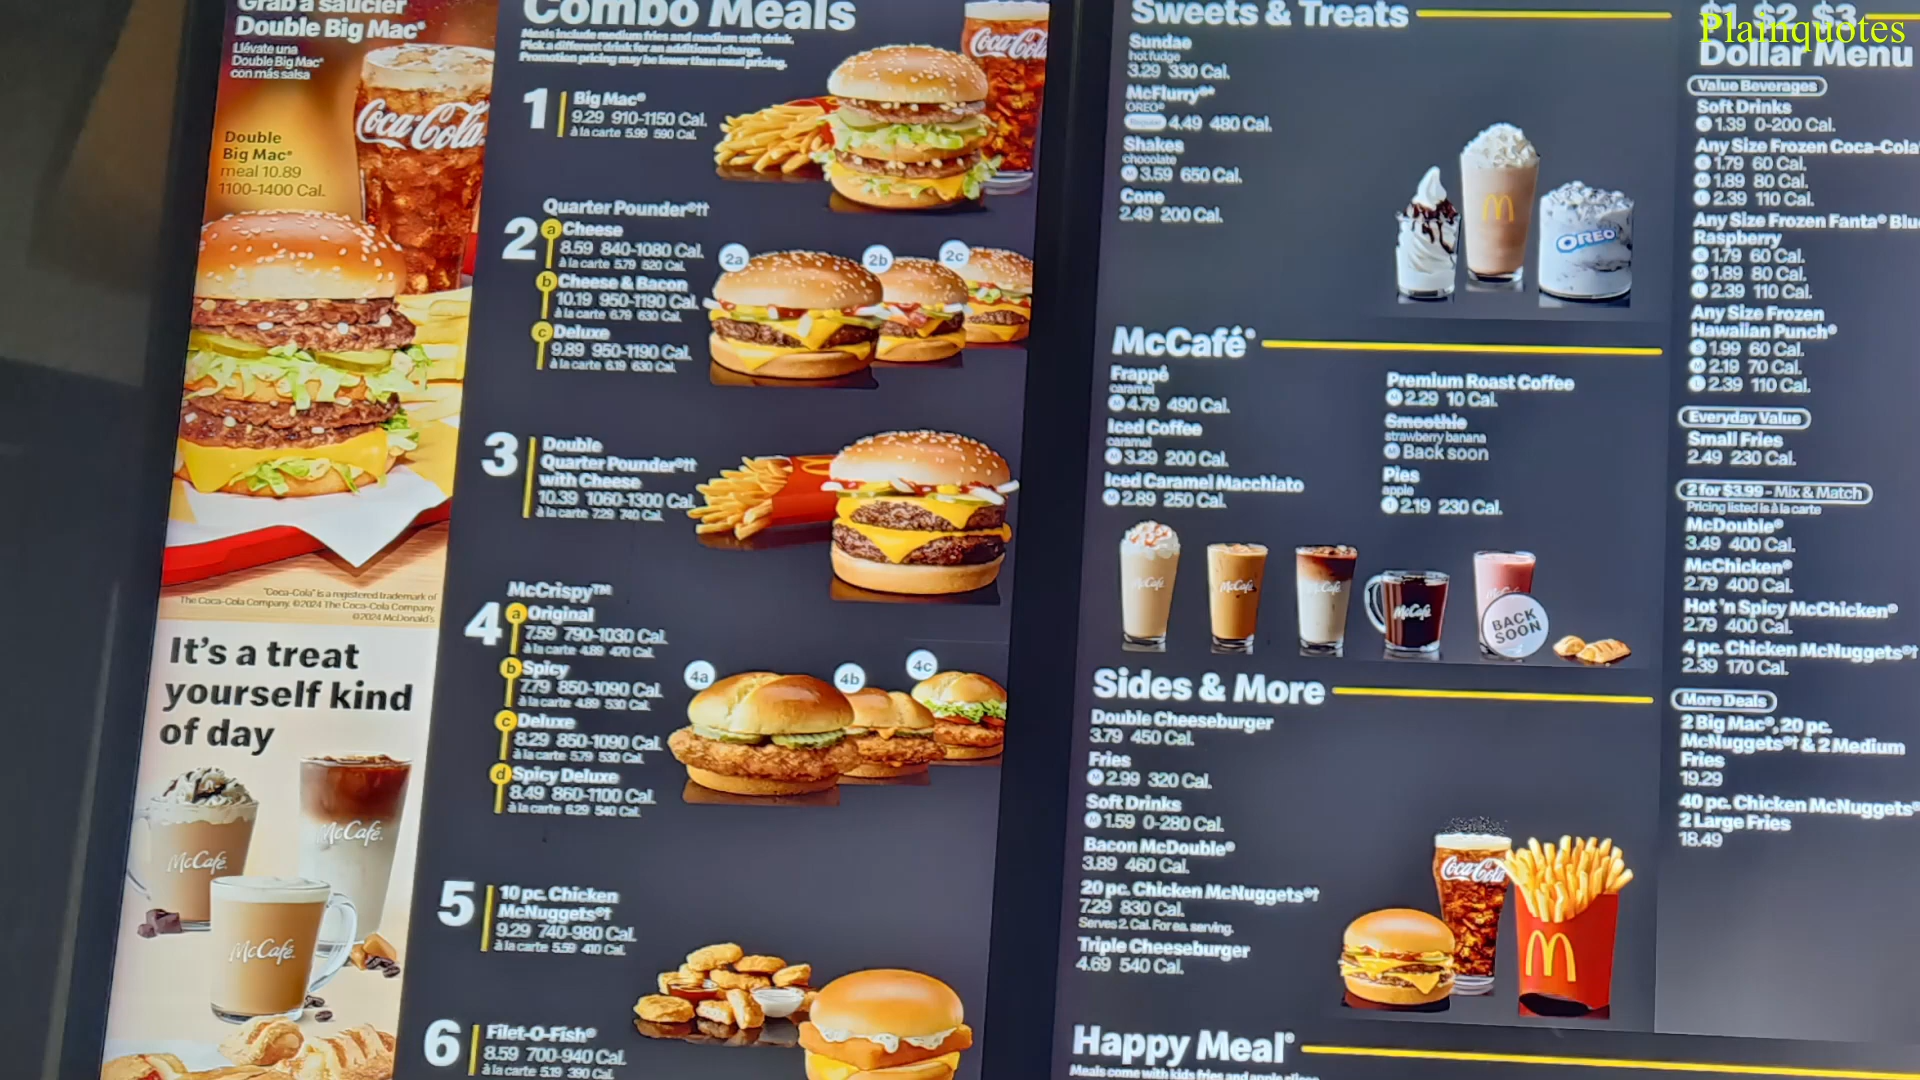 Grab a saucier
Double Big Mac®
Llévate una
Double Big Mac®
con más salsa
Coca-Cola
Double
Big Mac®
meal 10.89
1100-1400 Cal.
"Coca-Cola" is a registered trademark of
The Coca-Cola Company. ©2024 The Coca-Cola Company.
©2024 McDonald's
It's a treat
yourself kind
of day
McCafé
McCafé
McCafé
Combo Meals
Meals include medium fries and medium soft drink.
Pick a different drink for an additional charge.
Promotion pricing may be lower than meal pricing.
Coca-Cola
1
Big Mac®
9.29 910-1150 Cal.
à la carte 5.99 590 Cal.
2
Quarter Pounder®††
a Cheese
8.59 840-1080 Cal.
à la carte 5.79 520 Cal.
b Cheese & Bacon
10.19 950-1190 Cal.
à la carte 6.79 630 Cal.
c Deluxe
9.89 950-1190 Cal.
à la carte 6.19 630 Cal.
2a 2b 2c
3
Double
Quarter Pounder®††
with Cheese
10.39 1060-1300 Cal.
à la carte 7.29 740 Cal.
4
McCrispy™
a Original
7.59 790-1030 Cal.
à la carte 4.89 470 Cal.
b Spicy
7.79 850-1090 Cal.
à la carte 4.89 530 Cal.
c Deluxe
8.29 850-1090 Cal.
à la carte 5.79 530 Cal.
d Spicy Deluxe
8.49 860-1100 Cal.
à la carte 6.29 540 Cal.
4a 4b 4c
5
10 pc. Chicken
McNuggets®†
9.29 740-980 Cal.
à la carte 5.59 410 Cal.
6
Filet-O-Fish®
8.59 700-940 Cal.
à la carte 5.19 390 Cal.
Sweets & Treats
Sundae
hot fudge
3.29 330 Cal.
McFlurry®*
OREO®
Regular 4.49 480 Cal.
Shakes
chocolate
M 3.59 650 Cal.
Cone
2.49 200 Cal.
OREO
McCafé®
Frappé
caramel
M 4.79 490 Cal.
Iced Coffee
caramel
M 3.29 200 Cal.
Iced Caramel Macchiato
M 2.89 250 Cal.
Premium Roast Coffee
M 2.29 10 Cal.
Smoothie
strawberry banana
M Back soon
Pies
apple
1 2.19 230 Cal.
McCafé
McCafé
McCafé
McCafé
BACK
SOON
Sides & More
Double Cheeseburger
3.79 450 Cal.
Fries
M 2.99 320 Cal.
Soft Drinks
M 1.59 0-280 Cal.
Bacon McDouble®
3.89 460 Cal.
20 pc. Chicken McNuggets®†
7.29 830 Cal.
Serves 2. Cal. For ea. serving.
Triple Cheeseburger
4.69 540 Cal.
Coca-Cola
Happy Meal®
Meals come with kids fries and apple slices
$1 $2 $3
Plainquotes
Dollar Menu
Value Beverages
Soft Drinks
S 1.39 0-200 Cal.
Any Size Frozen Coca-Cola
S 1.79 60 Cal.
M 1.89 80 Cal.
L 2.39 110 Cal.
Any Size Frozen Fanta® Blue
Raspberry
S 1.79 60 Cal.
M 1.89 80 Cal.
L 2.39 110 Cal.
Any Size Frozen
Hawaiian Punch®
S 1.99 60 Cal.
M 2.19 70 Cal.
L 2.39 110 Cal.
Everyday Value
Small Fries
2.49 230 Cal.
2 for $3.99 - Mix & Match
Pricing listed is à la carte
McDouble®
3.49 400 Cal.
McChicken®
2.79 400 Cal.
Hot 'n Spicy McChicken®
2.79 400 Cal.
4 pc. Chicken McNuggets®†
2.39 170 Cal.
More Deals
2 Big Mac®, 20 pc.
McNuggets®† & 2 Medium
Fries
19.29
40 pc. Chicken McNuggets®
2 Large Fries
18.49